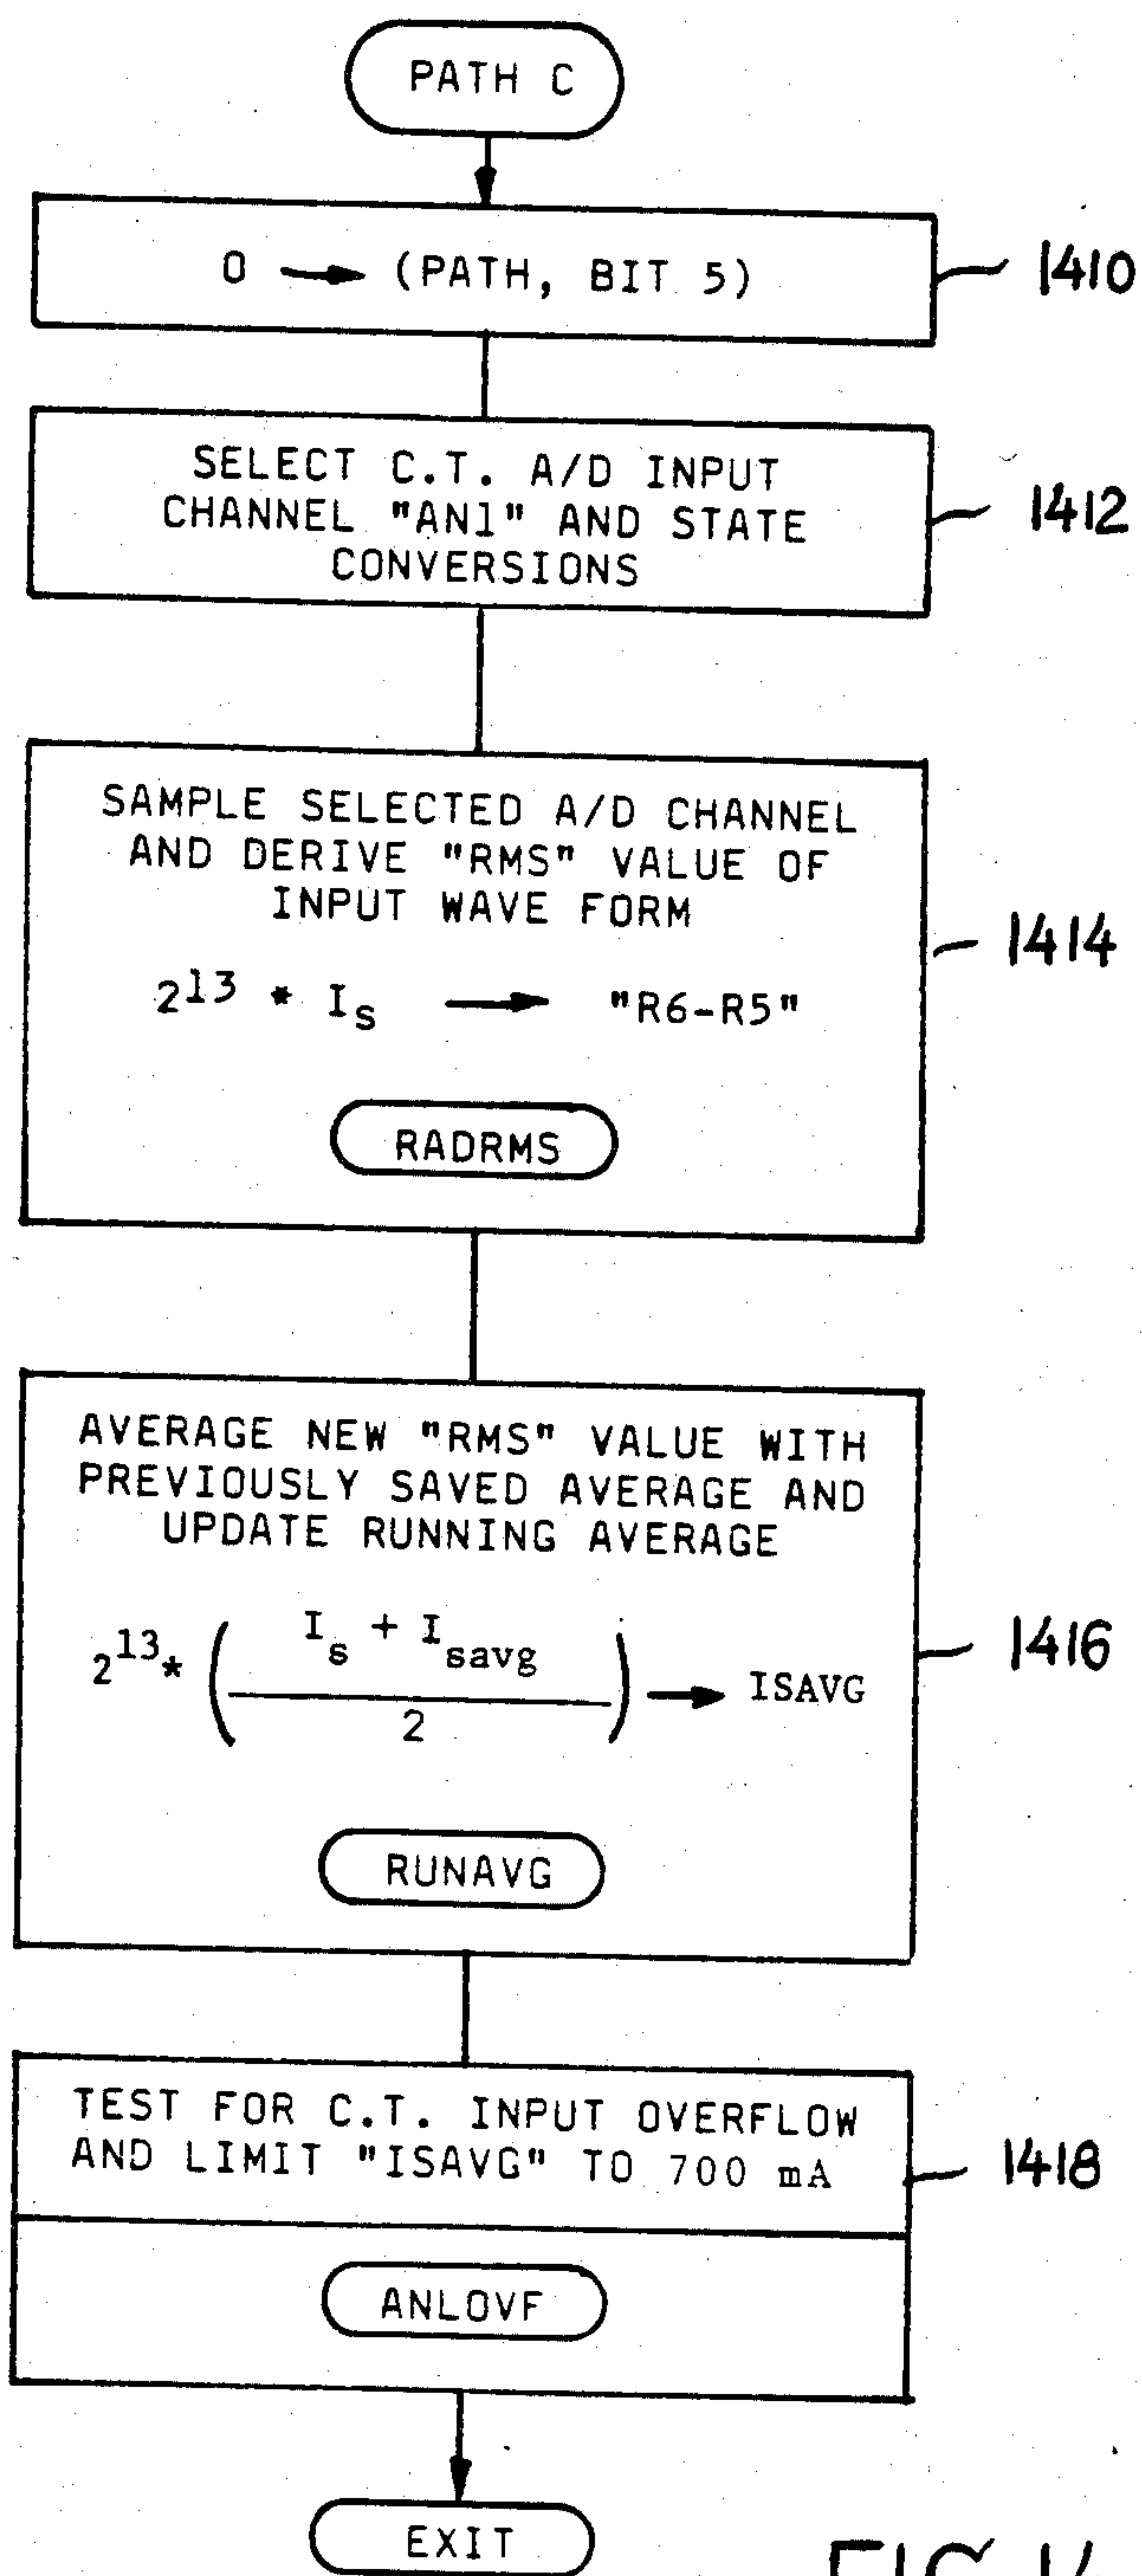 PATH C
0 → (PATH, BIT 5)
1410
SELECT C.T. A/D INPUT
CHANNEL "AN1" AND STATE
CONVERSIONS
1412
SAMPLE SELECTED A/D CHANNEL
AND DERIVE "RMS" VALUE OF
INPUT WAVE FORM
2^13 * I_s → "R6-R5"
RADRMS
1414
AVERAGE NEW "RMS" VALUE WITH
PREVIOUSLY SAVED AVERAGE AND
UPDATE RUNNING AVERAGE
2^13* (I_s + I_savg / 2) → ISAVG
RUNAVG
1416
TEST FOR C.T. INPUT OVERFLOW
AND LIMIT "ISAVG" TO 700 mA
1418
ANLOVF
EXIT